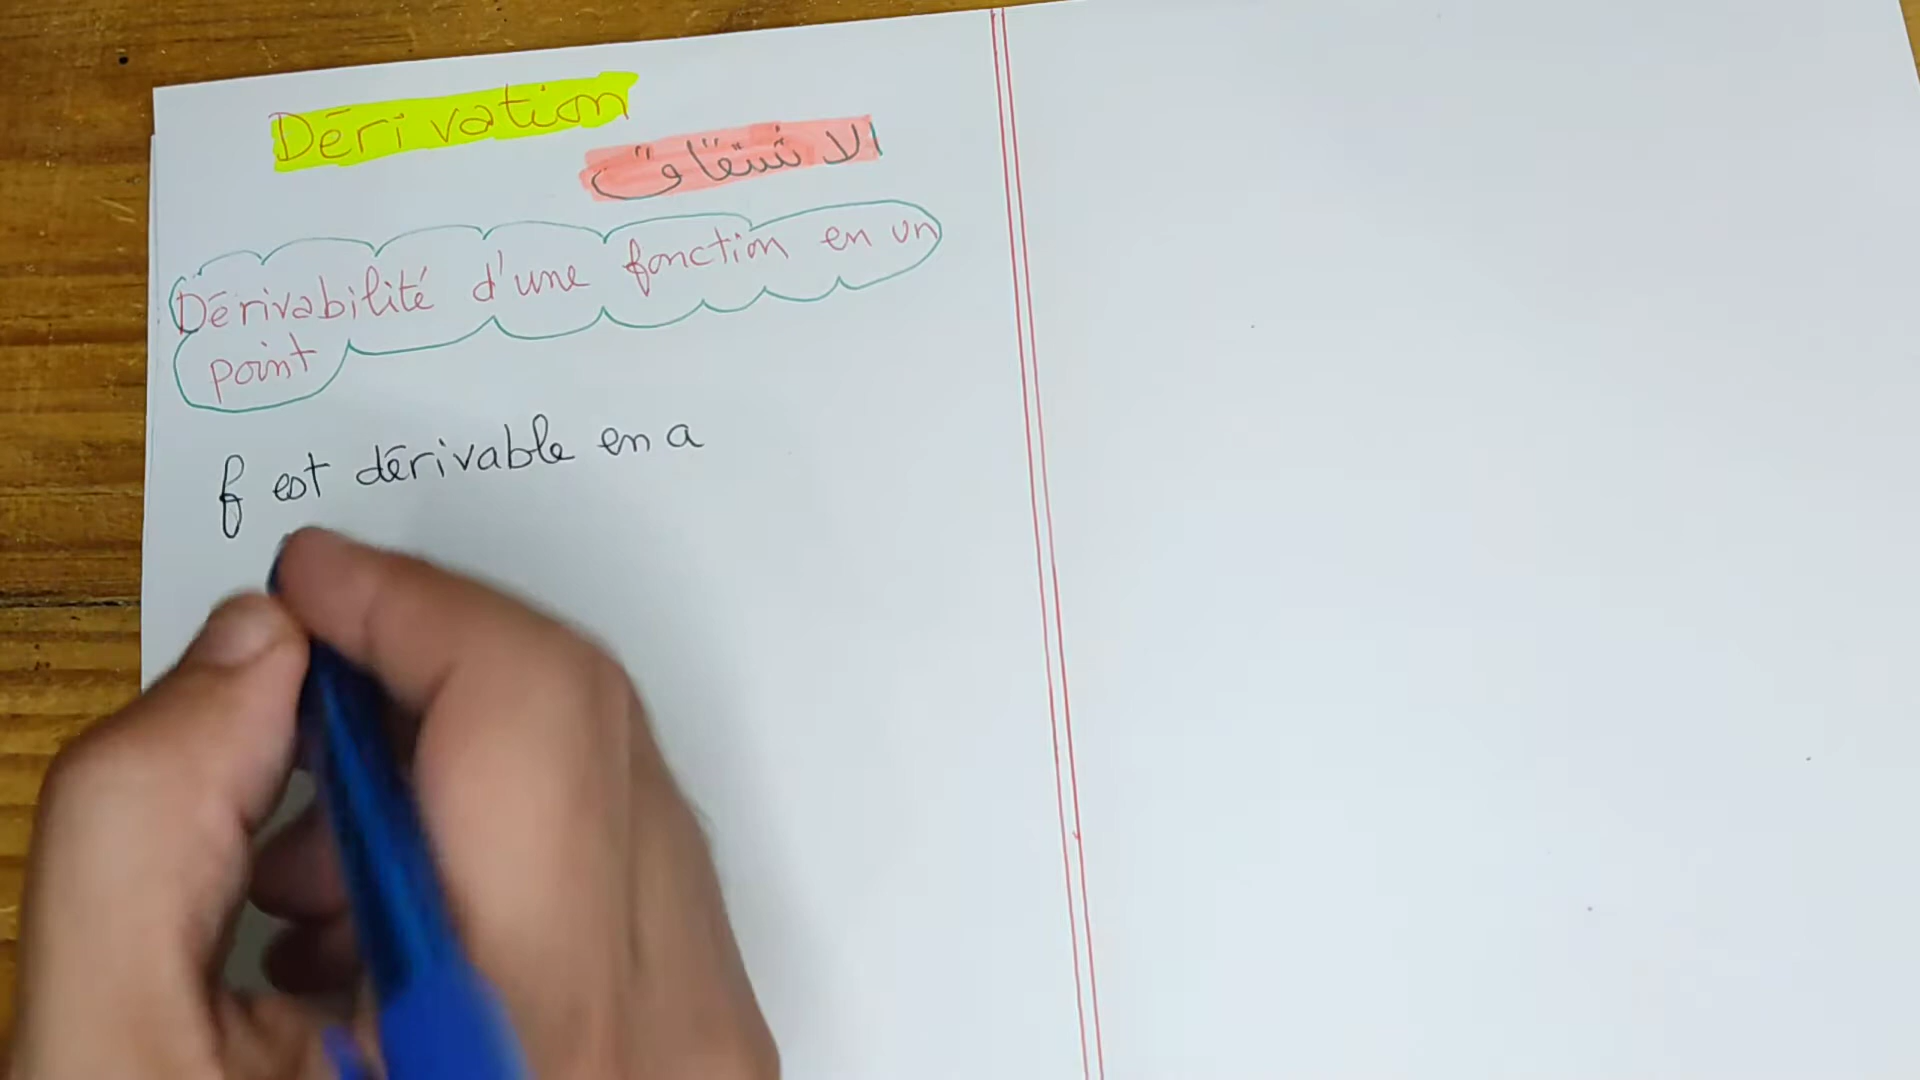 Dérivation
الاشتقاق
Dérivabilité d'une fonction en un
point
f est dérivable en a